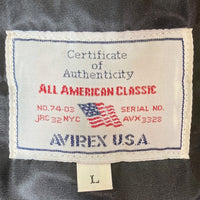 Certificate
of
Authenticity
ALL AMERICAN CLASSIC
NO.74-03 SERIAL NO.
JRC 32 NYC AVX 3328
AVIREX U.S.A.
L